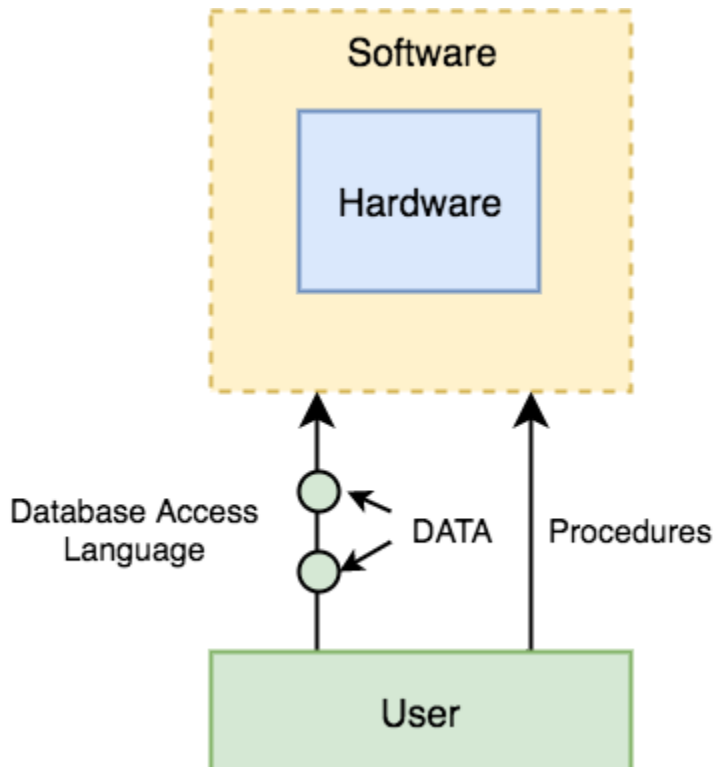 Software
Hardware
Database Access
Language
DATA
Procedures
User